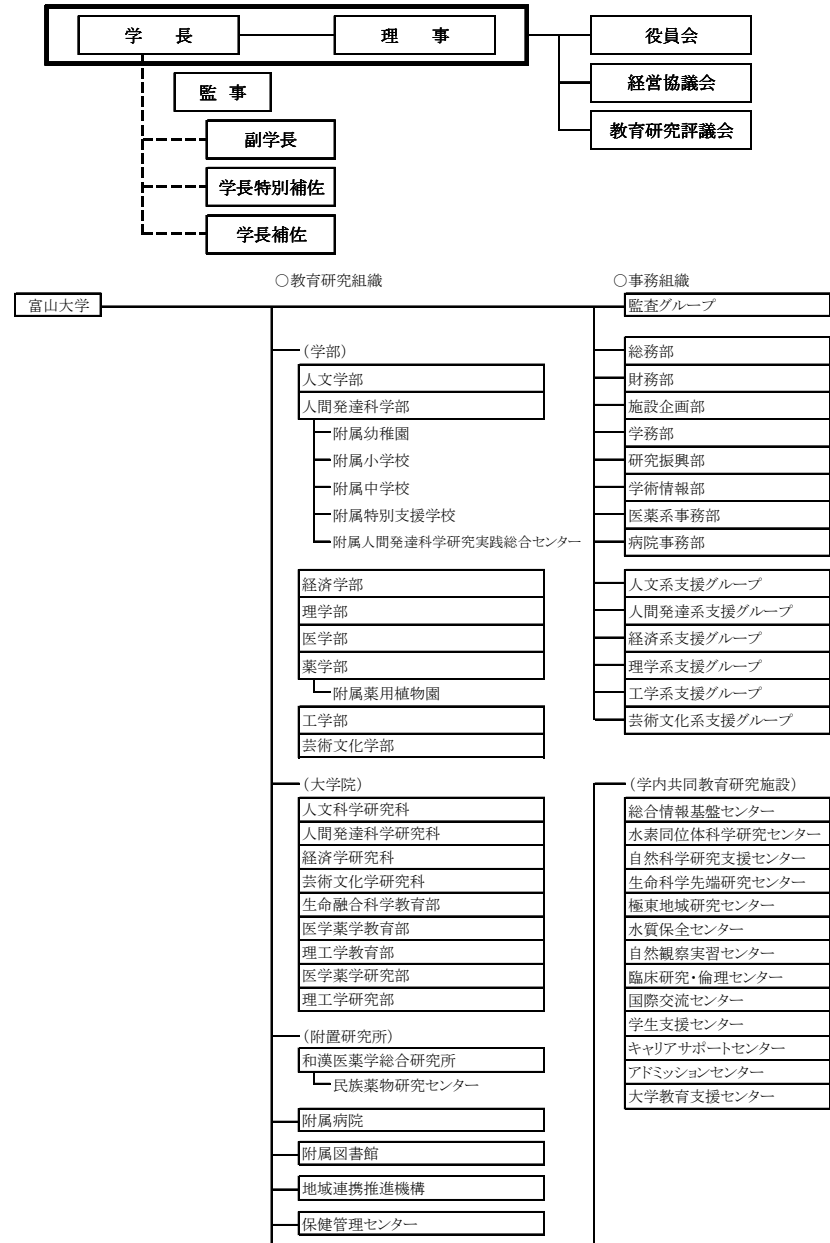 学　長
理　事
役員会
経営協議会
教育研究評議会
監　事
副学長
学長特別補佐
学長補佐
○教育研究組織
○事務組織
富山大学
監査グループ
(学部)
人文学部
人間発達科学部
附属幼稚園
附属小学校
附属中学校
附属特別支援学校
附属人間発達科学研究実践総合センター
経済学部
理学部
医学部
薬学部
附属薬用植物園
工学部
芸術文化学部
総務部
財務部
施設企画部
学務部
研究振興部
学術情報部
医薬系事務部
病院事務部
人文系支援グループ
人間発達系支援グループ
経済系支援グループ
理学系支援グループ
工学系支援グループ
芸術文化系支援グループ
(大学院)
人文科学研究科
人間発達科学研究科
経済学研究科
芸術文化学研究科
生命融合科学教育部
医学薬学教育部
理工学教育部
医学薬学研究部
理工学研究部
(附置研究所)
和漢医薬学総合研究所
民族薬物研究センター
附属病院
附属図書館
地域連携推進機構
保健管理センター
(学内共同教育研究施設)
総合情報基盤センター
水素同位体科学研究センター
自然科学研究支援センター
生命科学先端研究センター
極東地域研究センター
水質保全センター
自然観察実習センター
臨床研究・倫理センター
国際交流センター
学生支援センター
キャリアサポートセンター
アドミッションセンター
大学教育支援センター